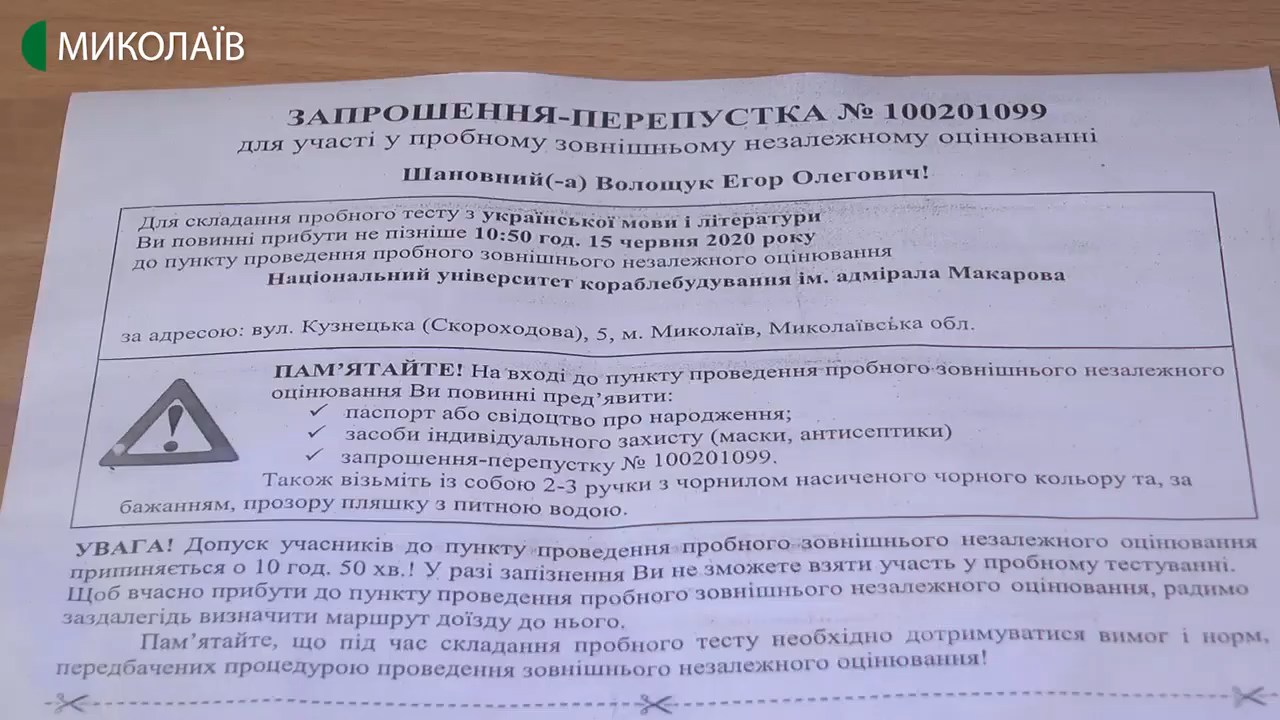 МИКОЛАЇВ
ЗАПРОШЕННЯ-ПЕРЕПУСТКА № 100201099
для участі у пробному зовнішньому незалежному оцінюванні
Шановний(-а) Волощук Егор Олегович!
Для складання пробного тесту з української мови і літератури
Ви повинні прибути не пізніше 10:50 год. 15 червня 2020 року
до пункту проведення пробного зовнішнього незалежного оцінювання
Національний університет кораблебудування ім. адмірала Макарова
за адресою: вул. Кузнецька (Скороходова), 5, м. Миколаїв, Миколаївська обл.
ПАМ’ЯТАЙТЕ! На вході до пункту проведення пробного зовнішнього незалежного
оцінювання Ви повинні пред’явити:
✓ паспорт або свідоцтво про народження;
✓ засоби індивідуального захисту (маски, антисептики)
✓ запрошення-перепустку № 100201099.
Також візьміть із собою 2-3 ручки з чорнилом насиченого чорного кольору та, за
бажанням, прозору пляшку з питною водою.
УВАГА! Допуск учасників до пункту проведення пробного зовнішнього незалежного оцінювання
припиняється о 10 год. 50 хв.! У разі запізнення Ви не зможете взяти участь у пробному тестуванні.
Щоб вчасно прибути до пункту проведення пробного зовнішнього незалежного оцінювання, радимо
заздалегідь визначити маршрут доїзду до нього.
Пам’ятайте, що під час складання пробного тесту необхідно дотримуватися вимог і норм,
передбачених процедурою проведення зовнішнього незалежного оцінювання!